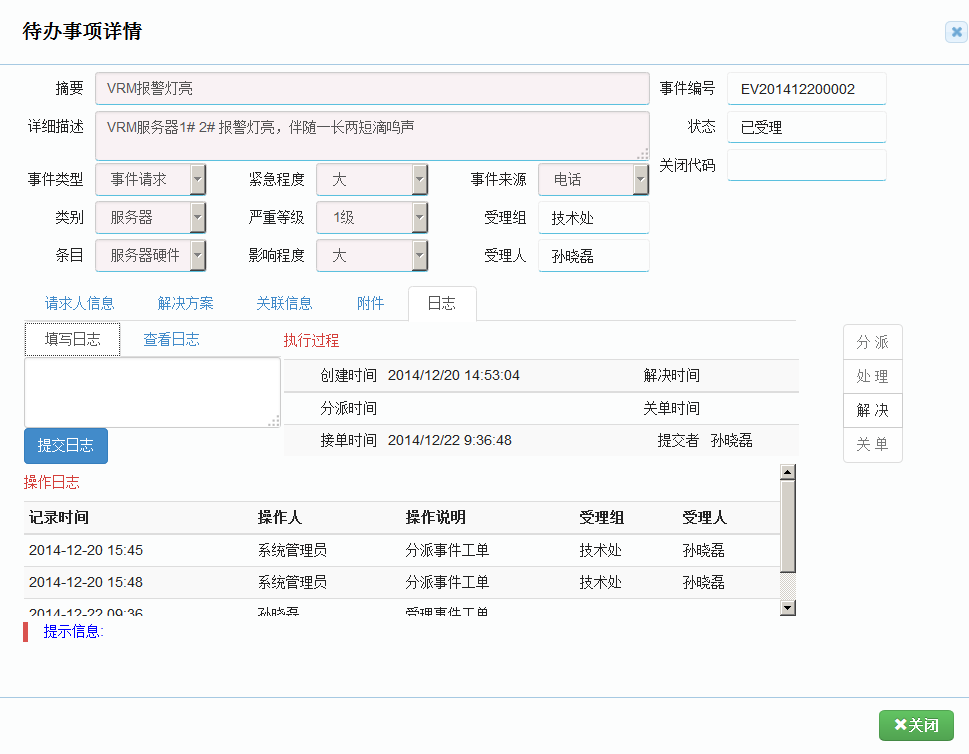 待办事项详情
摘要 VRM报警灯亮 事件编号 EV201412200002
详细描述 VRM服务器1# 2# 报警灯亮，伴随一长两短滴鸣声 状态 已受理
关闭代码
事件类型 事件请求 紧急程度 大 事件来源 电话
类别 服务器 严重等级 1级 受理组 技术处
条目 服务器硬件 影响程度 大 受理人 孙晓磊
请求人信息 解决方案 关联信息 附件 日志
填写日志 查看日志 执行过程 分 派
创建时间 2014/12/20 14:53:04 解决时间 处 理
分派时间 关单时间 解 决
提交日志 接单时间 2014/12/22 9:36:48 提交者 孙晓磊 关 单
操作日志
记录时间 操作人 操作说明 受理组 受理人
2014-12-20 15:45 系统管理员 分派事件工单 技术处 孙晓磊
2014-12-20 15:48 系统管理员 分派事件工单 技术处 孙晓磊
2014-12-22 09:36 孙晓磊 受理事件工单
提示信息:
关闭